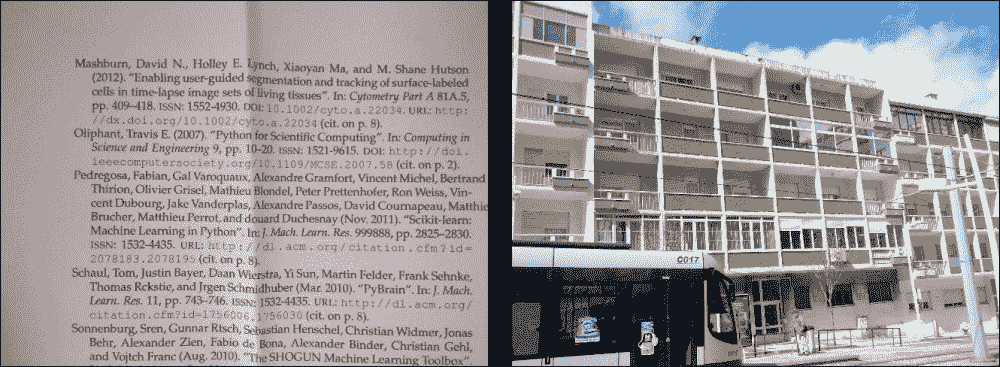 Mashburn, David N., Holley E. Lynch, Xiaoyan Ma, and M. Shane Hutson
(2012). "Enabling user-guided segmentation and tracking of surface-labeled
cells in time-lapse image sets of living tissues". In: Cytometry Part A 81A.5,
pp. 409–418. ISSN: 1552-4930. DOI: 10.1002/cyto.a.22034. URL: http:
//dx.doi.org/10.1002/cyto.a.22034 (cit. on p. 8).
Oliphant, Travis E. (2007). "Python for Scientific Computing". In: Computing in
Science and Engineering 9, pp. 10–20. ISSN: 1521-9615. DOI: http://doi.
ieeecomputersociety.org/10.1109/MCSE.2007.58 (cit. on p. 2).
Pedregosa, Fabian, Gal Varoquaux, Alexandre Gramfort, Vincent Michel, Bertrand
Thirion, Olivier Grisel, Mathieu Blondel, Peter Prettenhofer, Ron Weiss, Vin-
cent Dubourg, Jake Vanderplas, Alexandre Passos, David Cournapeau, Matthie
Brucher, Matthieu Perrot, and douard Duchesnay (Nov. 2011). "Scikit-learn:
Machine Learning in Python". In: J. Mach. Learn. Res. 999888, pp. 2825–2830.
ISSN: 1532-4435. URL: http://dl.acm.org/citation.cfm?id=
2078183.2078195 (cit. on p. 8).
Schaul, Tom, Justin Bayer, Daan Wierstra, Yi Sun, Martin Felder, Frank Sehnke,
Thomas Rckstie, and Jrgen Schmidhuber (Mar. 2010). "PyBrain". In: J. Mach.
Learn. Res. 11, pp. 743–746. ISSN: 1532-4435. URL: http://dl.acm.org/
citation.cfm?id=1756006.1756030 (cit. on p. 8).
Sonnenburg, Sren, Gunnar Rtsch, Sebastian Henschel, Christian Widmer, Jonas
Behr, Alexander Zien, Fabio de Bona, Alexander Binder, Christian Gehl,
and Vojtch Franc (Aug. 2010). "The SHOGUN Machine Learning Toolbox".
C017